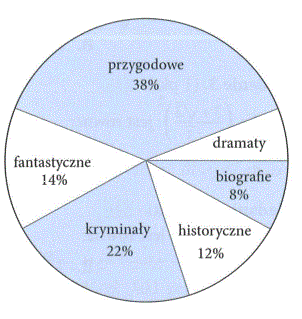 przygodowe
38%
dramaty
biografie
8%
historyczne
12%
kryminały
22%
fantastyczne
14%